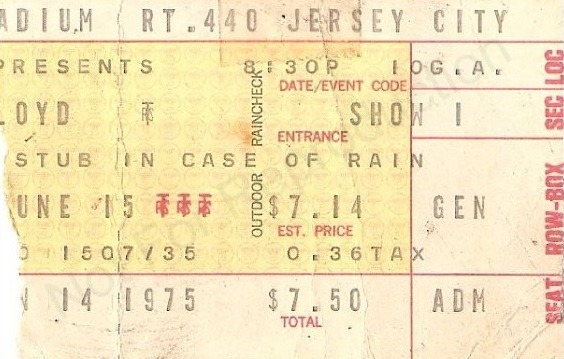 ADIUM RT.440 JERSEY CITY
PRESENTS 8:30P IOG.A.
DATE/EVENT CODE
LOYD SHOW I
ENTRANCE
STUB IN CASE OF RAIN
UNE 15 $7.14 GEN
EST. PRICE
O 1507/35 0.36TAX
N 14 1975 $7.50 ADM
TOTAL
OUTDOOR RAINCHECK
SEC LOC
ROW-BOX
SEAT